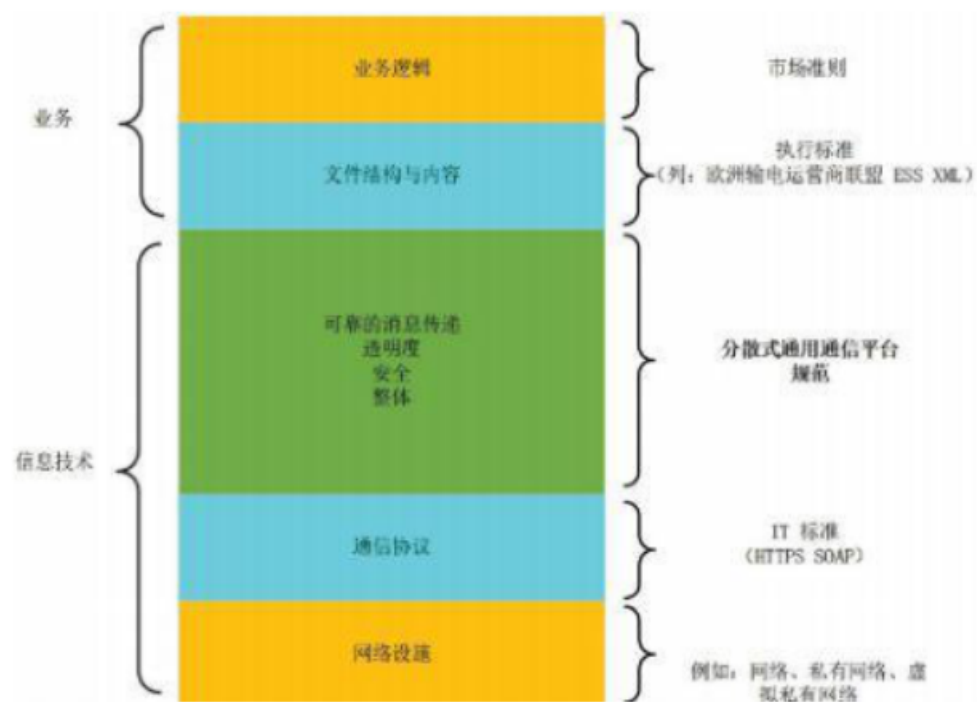 业务逻辑
市场准则
业务
执行标准
文件结构与内容
(列：欧洲输电运营商联盟 ESS XML)
可靠的消息传递
透明度
安全
整体
分散式通用通信平台
规范
信息技术
通信协议
IT 标准
(HTTPS SOAP)
网络设施
例如：网络、私有网络、虚
拟私有网络